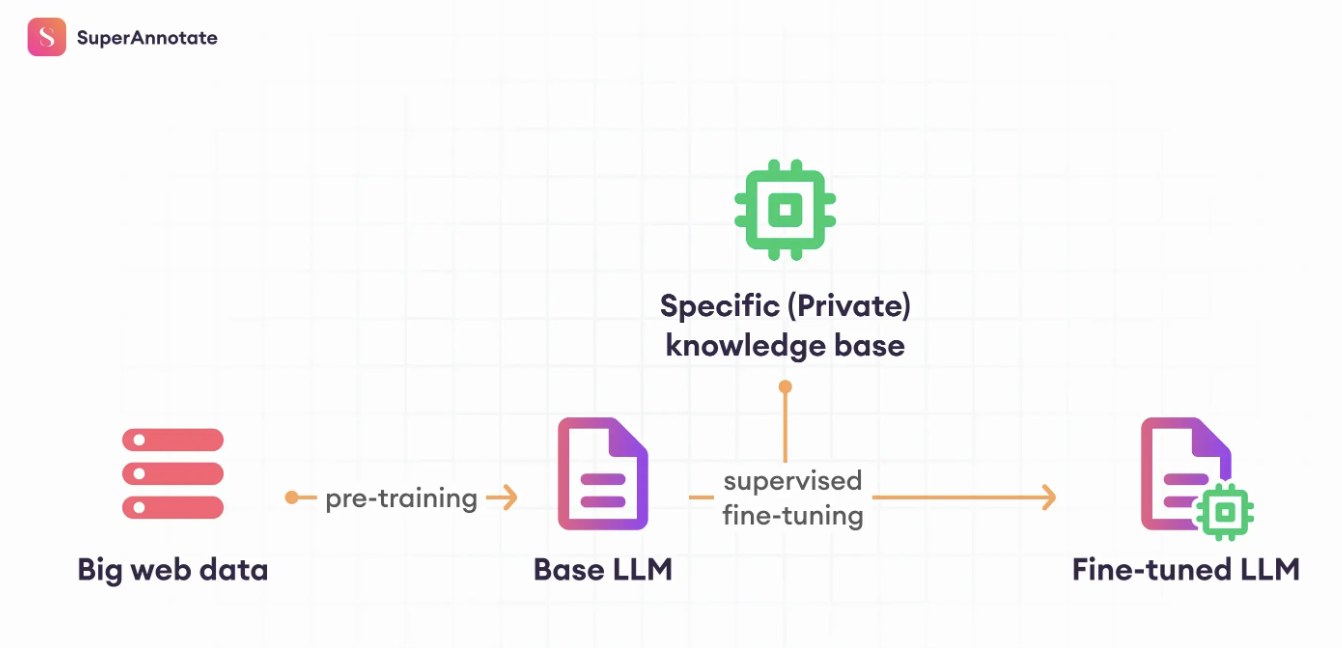 SuperAnnotate
Specific (Private)
knowledge base
pre-training
supervised
fine-tuning
Big web data
Base LLM
Fine-tuned LLM